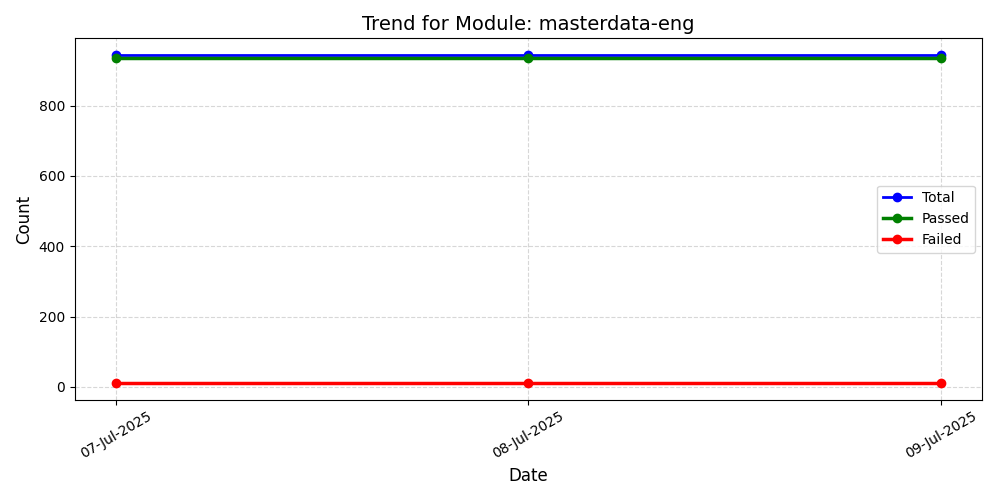 Trend for Module: masterdata-eng
Count
800
600
400
200
0
Total
Passed
Failed
07-Jul-2025
08-Jul-2025
09-Jul-2025
Date